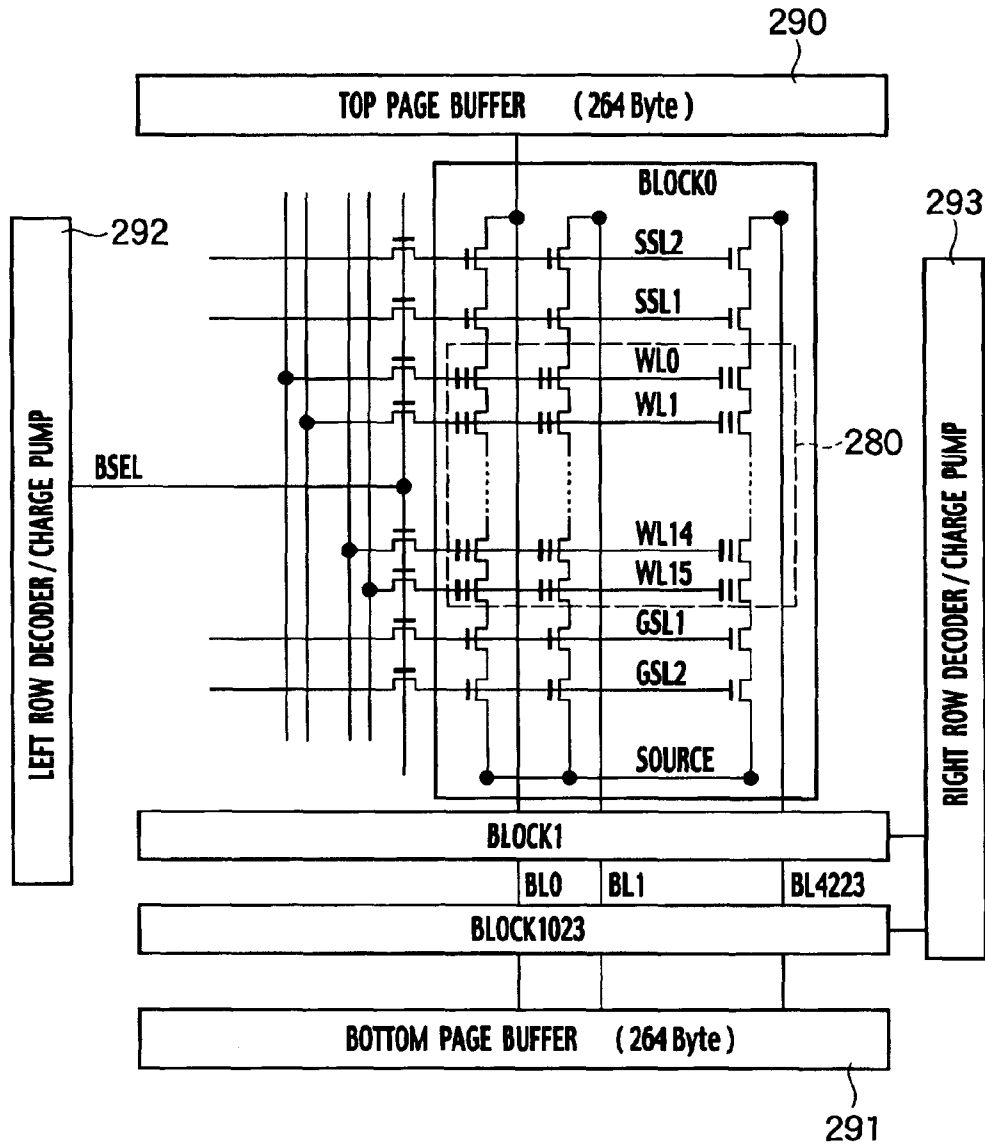 290
TOP PAGE BUFFER (264 Byte)
BLOCK0
293
292
SSL2
SSL1
WL0
WL1
280
BSEL
LEFT ROW DECODER/CHARGE PUMP
RIGHT ROW DECODER/CHARGE PUMP
WL14
WL15
GSL1
GSL2
SOURCE
BLOCK1
BL0 BL1 BL4223
BLOCK1023
BOTTOM PAGE BUFFER (264 Byte)
291